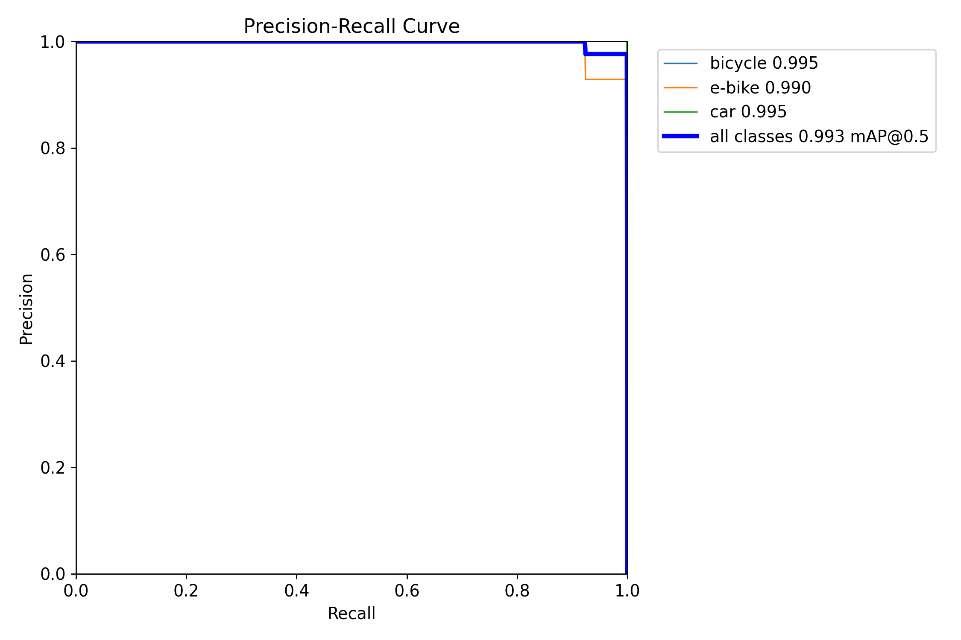 Precision-Recall Curve
1.0
0.8
0.6
0.4
0.2
0.0
Precision
0.0 0.2 0.4 0.6 0.8 1.0
Recall
bicycle 0.995
e-bike 0.990
car 0.995
all classes 0.993 mAP@0.5